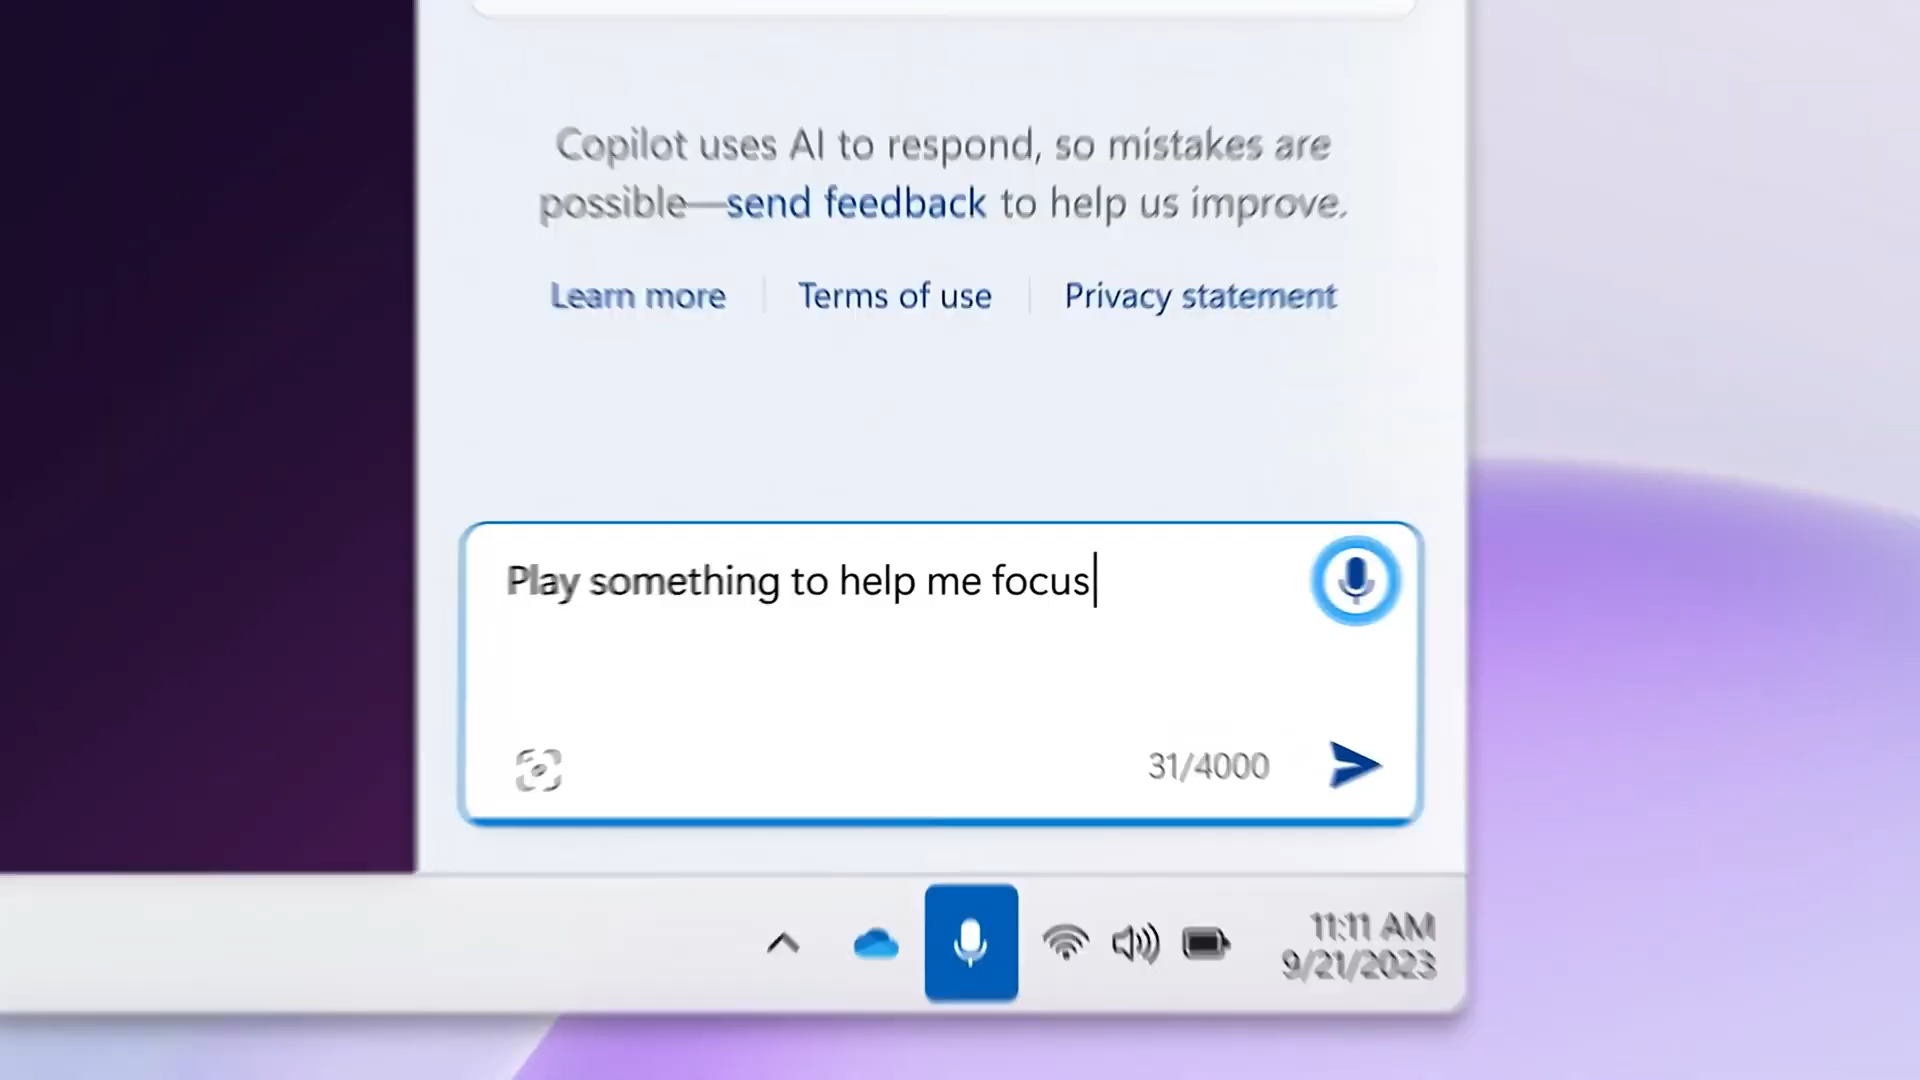 Copilot uses AI to respond, so mistakes are
possible—send feedback to help us improve.
Learn more Terms of use Privacy statement
Play something to help me focus
31/4000
11:11 AM
9/21/2023